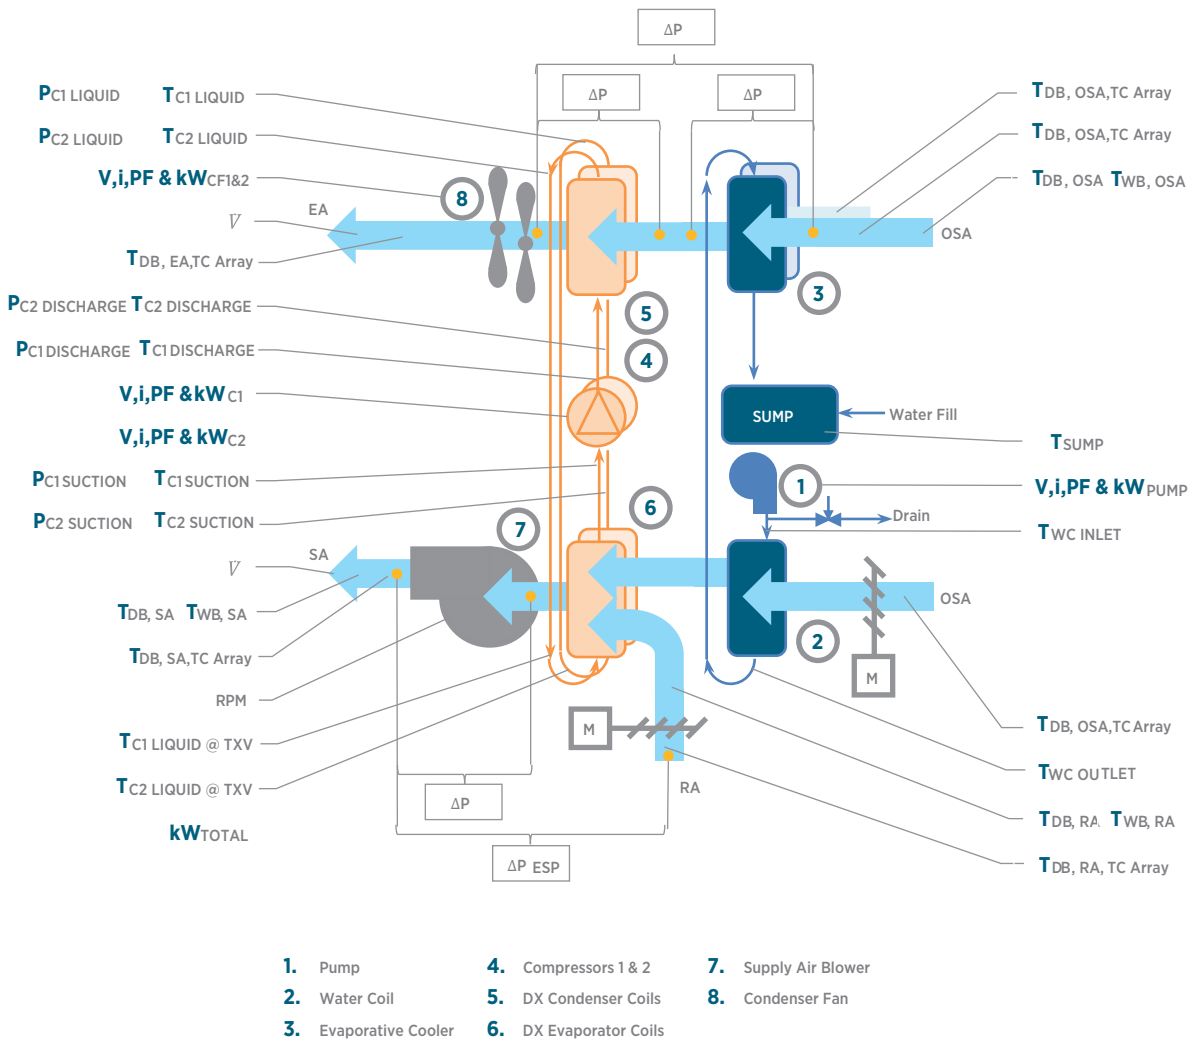 ΔP
ΔP
ΔP
PC1 LIQUID TC1 LIQUID
PC2 LIQUID TC2 LIQUID
V,i,PF & kWCF1&2
8
V̇ EA
TDB, EA,TC Array
PC2 DISCHARGE TC2 DISCHARGE
PC1 DISCHARGE TC1 DISCHARGE
V,i,PF & kW C1
V,i,PF & kW C2
PC1 SUCTION TC1 SUCTION
PC2 SUCTION TC2 SUCTION
V̇ SA
TDB, SA TWB, SA
TDB, SA,TC Array
RPM
TC1 LIQUID @ TXV
TC2 LIQUID @ TXV
kWTOTAL
5
4
6
7
M
ΔP
ΔP ESP
RA
TDB, OSA,TC Array
TDB, OSA,TC Array
TDB, OSA TWB, OSA
OSA
3
SUMP
Water Fill
TSUMP
1
V,i,PF & kWPUMP
Drain
TWC INLET
OSA
2
M
TDB, OSA,TC Array
TWC OUTLET
TDB, RA TWB, RA
TDB, RA, TC Array
1. Pump
2. Water Coil
3. Evaporative Cooler
4. Compressors 1 & 2
5. DX Condenser Coils
6. DX Evaporator Coils
7. Supply Air Blower
8. Condenser Fan